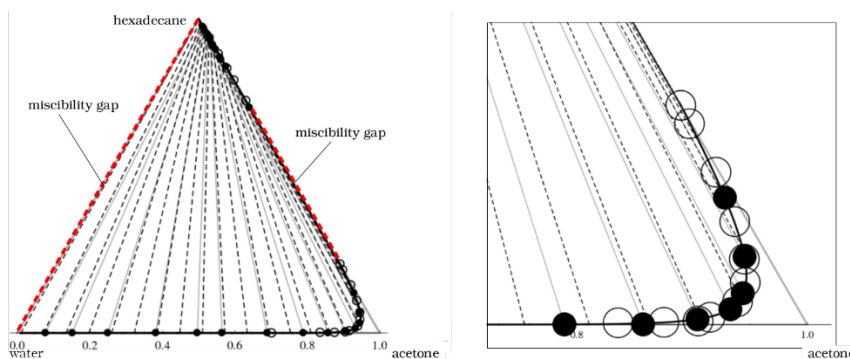 hexadecane
miscibility gap
miscibility gap
0.0 0.2 0.4 0.6 0.8 1.0
water acetone
0.8 1.0
acetone